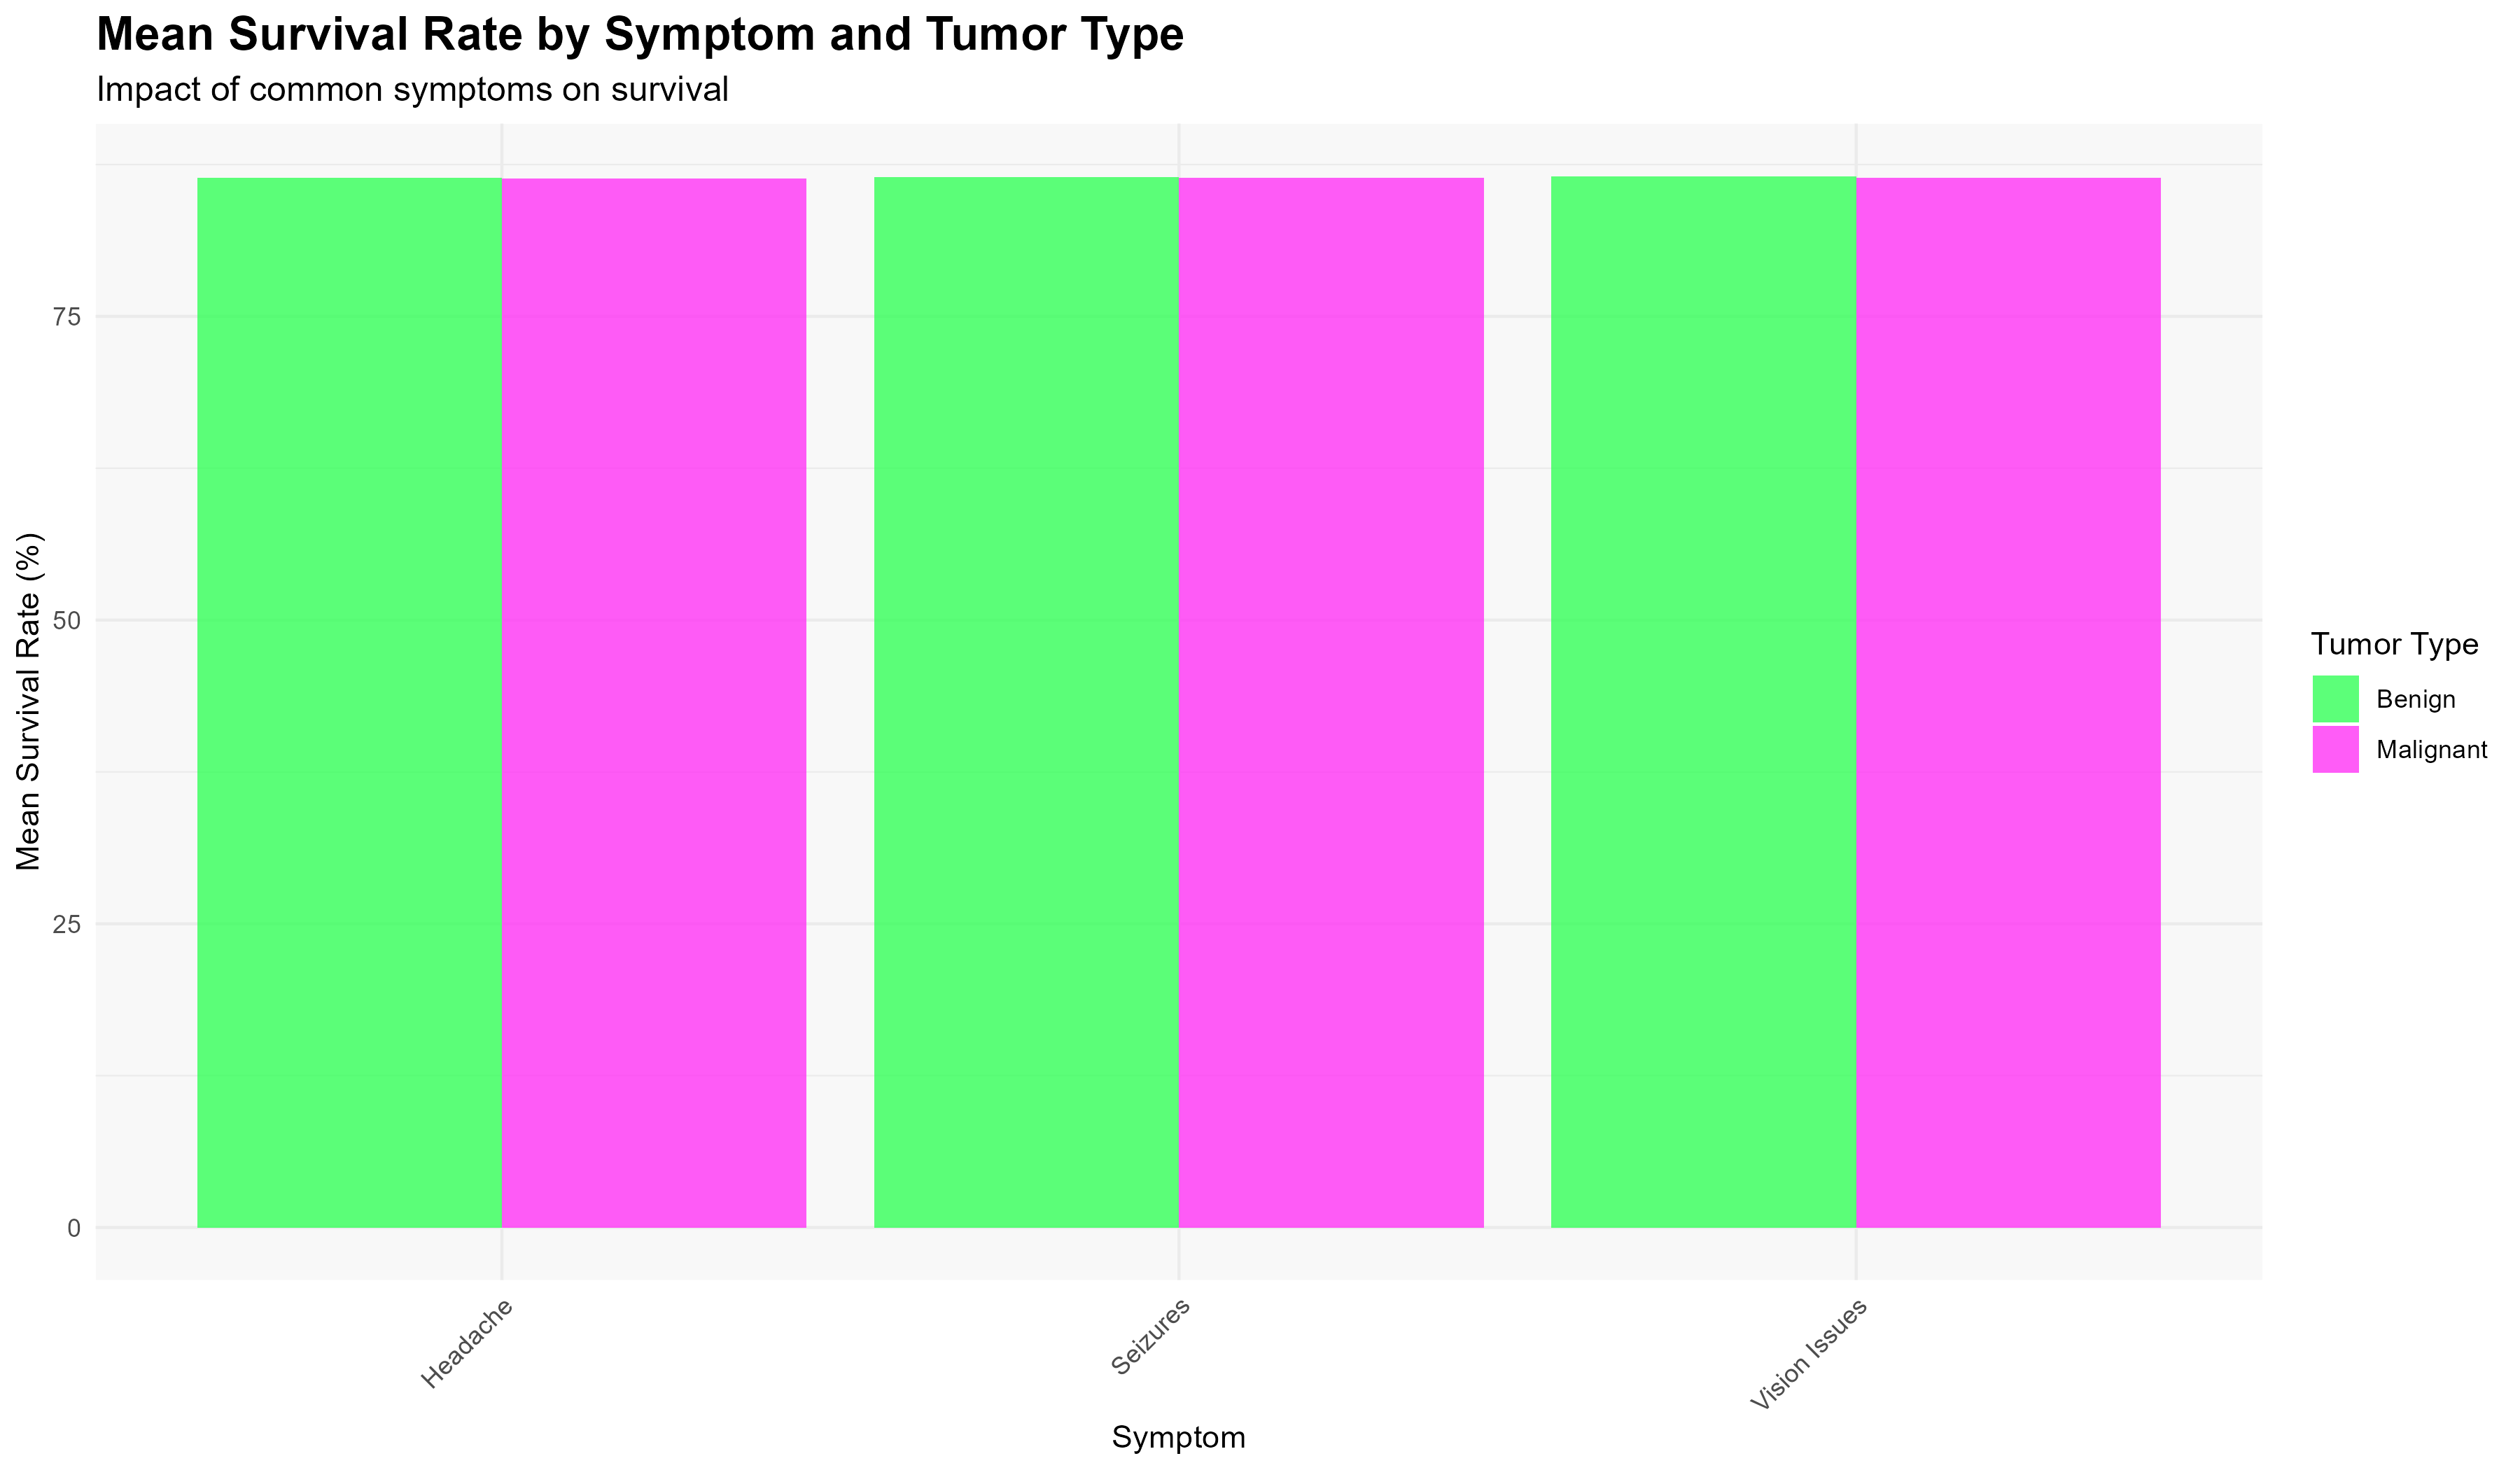 Mean Survival Rate by Symptom and Tumor Type
Impact of common symptoms on survival
Mean Survival Rate (%)
75
50
25
0
Headache
Seizures
Vision Issues
Symptom
Tumor Type
Benign
Malignant